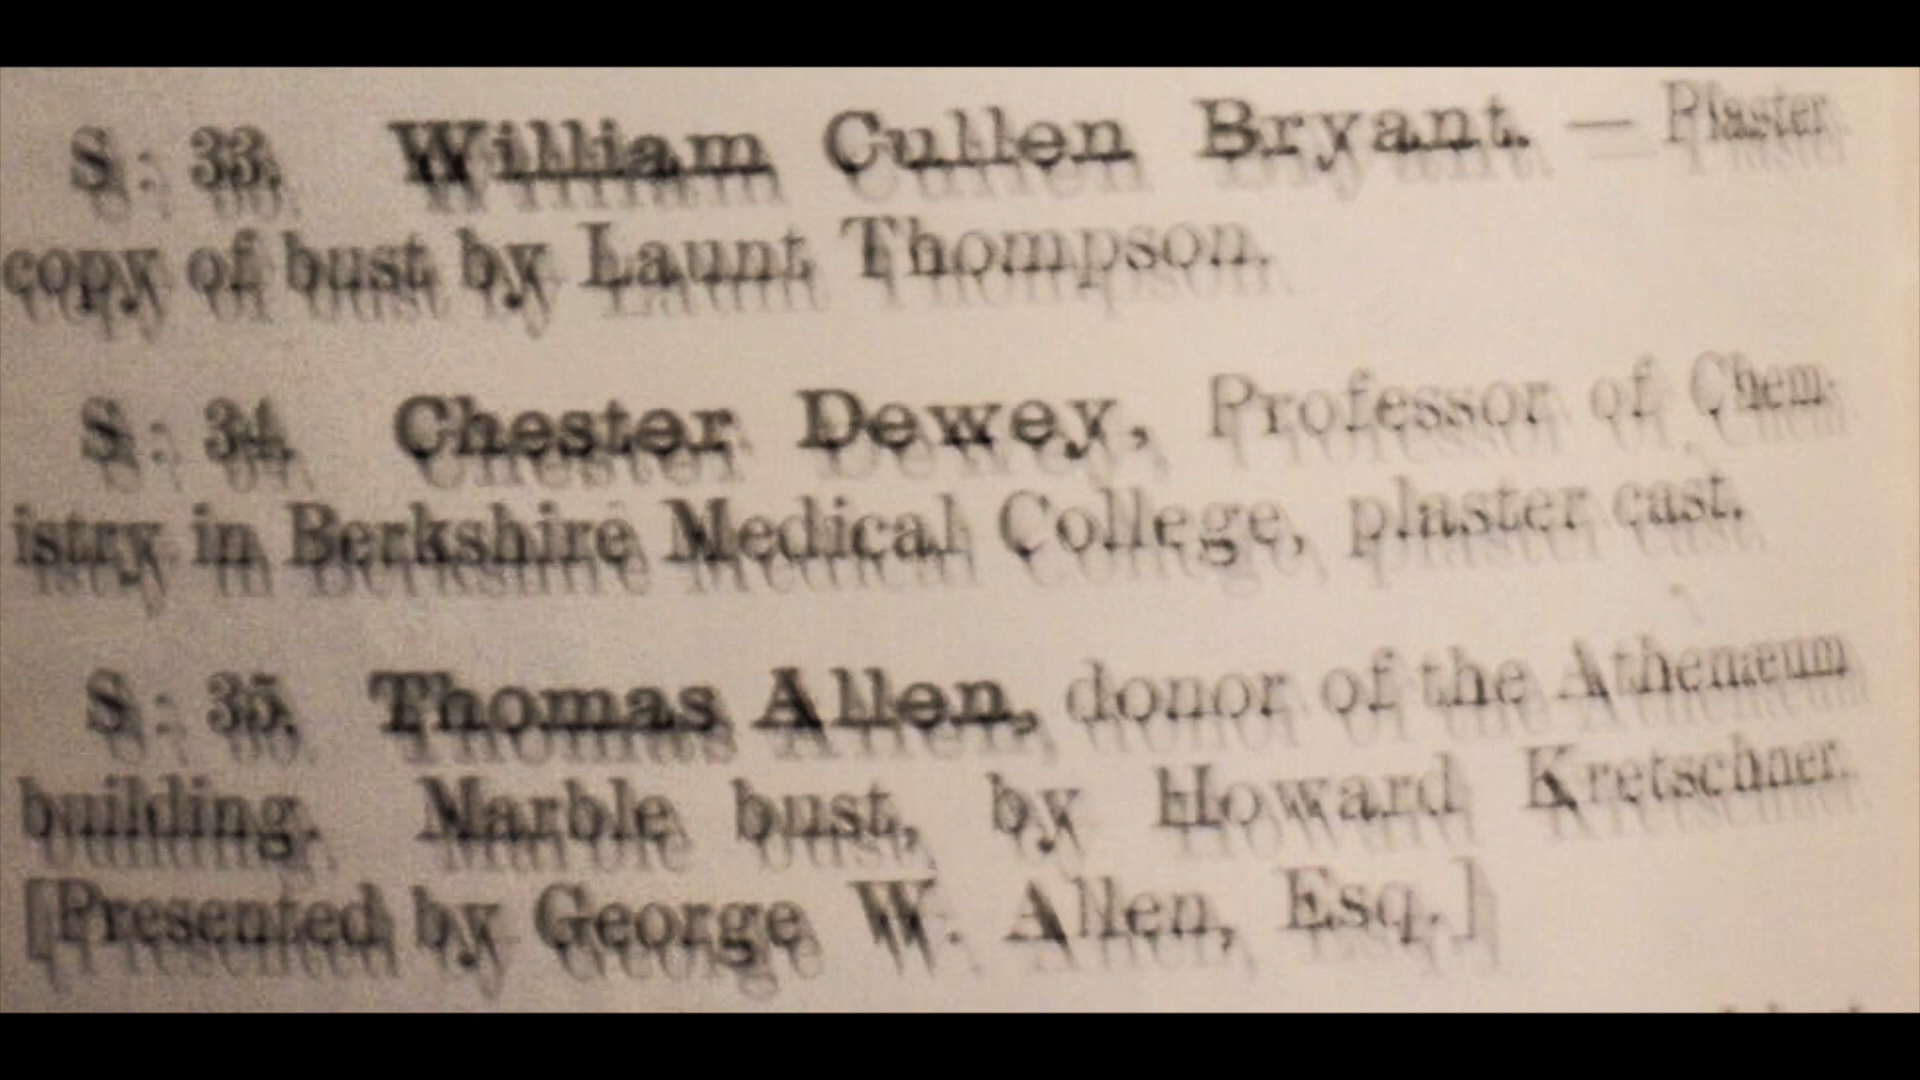 S: 33. William Cullen Bryant. — Plaster
copy of bust by Launt Thompson.
S: 34. Chester Dewey, Professor of Chem-
istry in Berkshire Medical College, plaster cast.
S: 35. Thomas Allen, donor of the Athenæum
building. Marble bust, by Howard Kretschner.
[Presented by George W. Allen, Esq.]